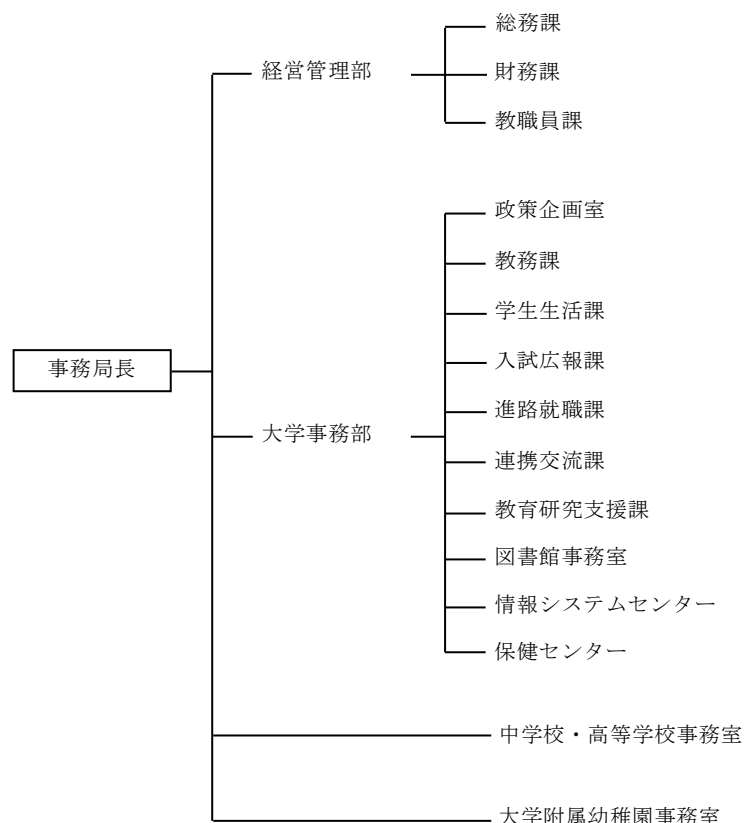 総務課
経営管理部
財務課
教職員課
政策企画室
教務課
学生生活課
入試広報課
事務局長
進路就職課
大学事務部
連携交流課
教育研究支援課
図書館事務室
情報システムセンター
保健センター
中学校・高等学校事務室
大学附属幼稚園事務室